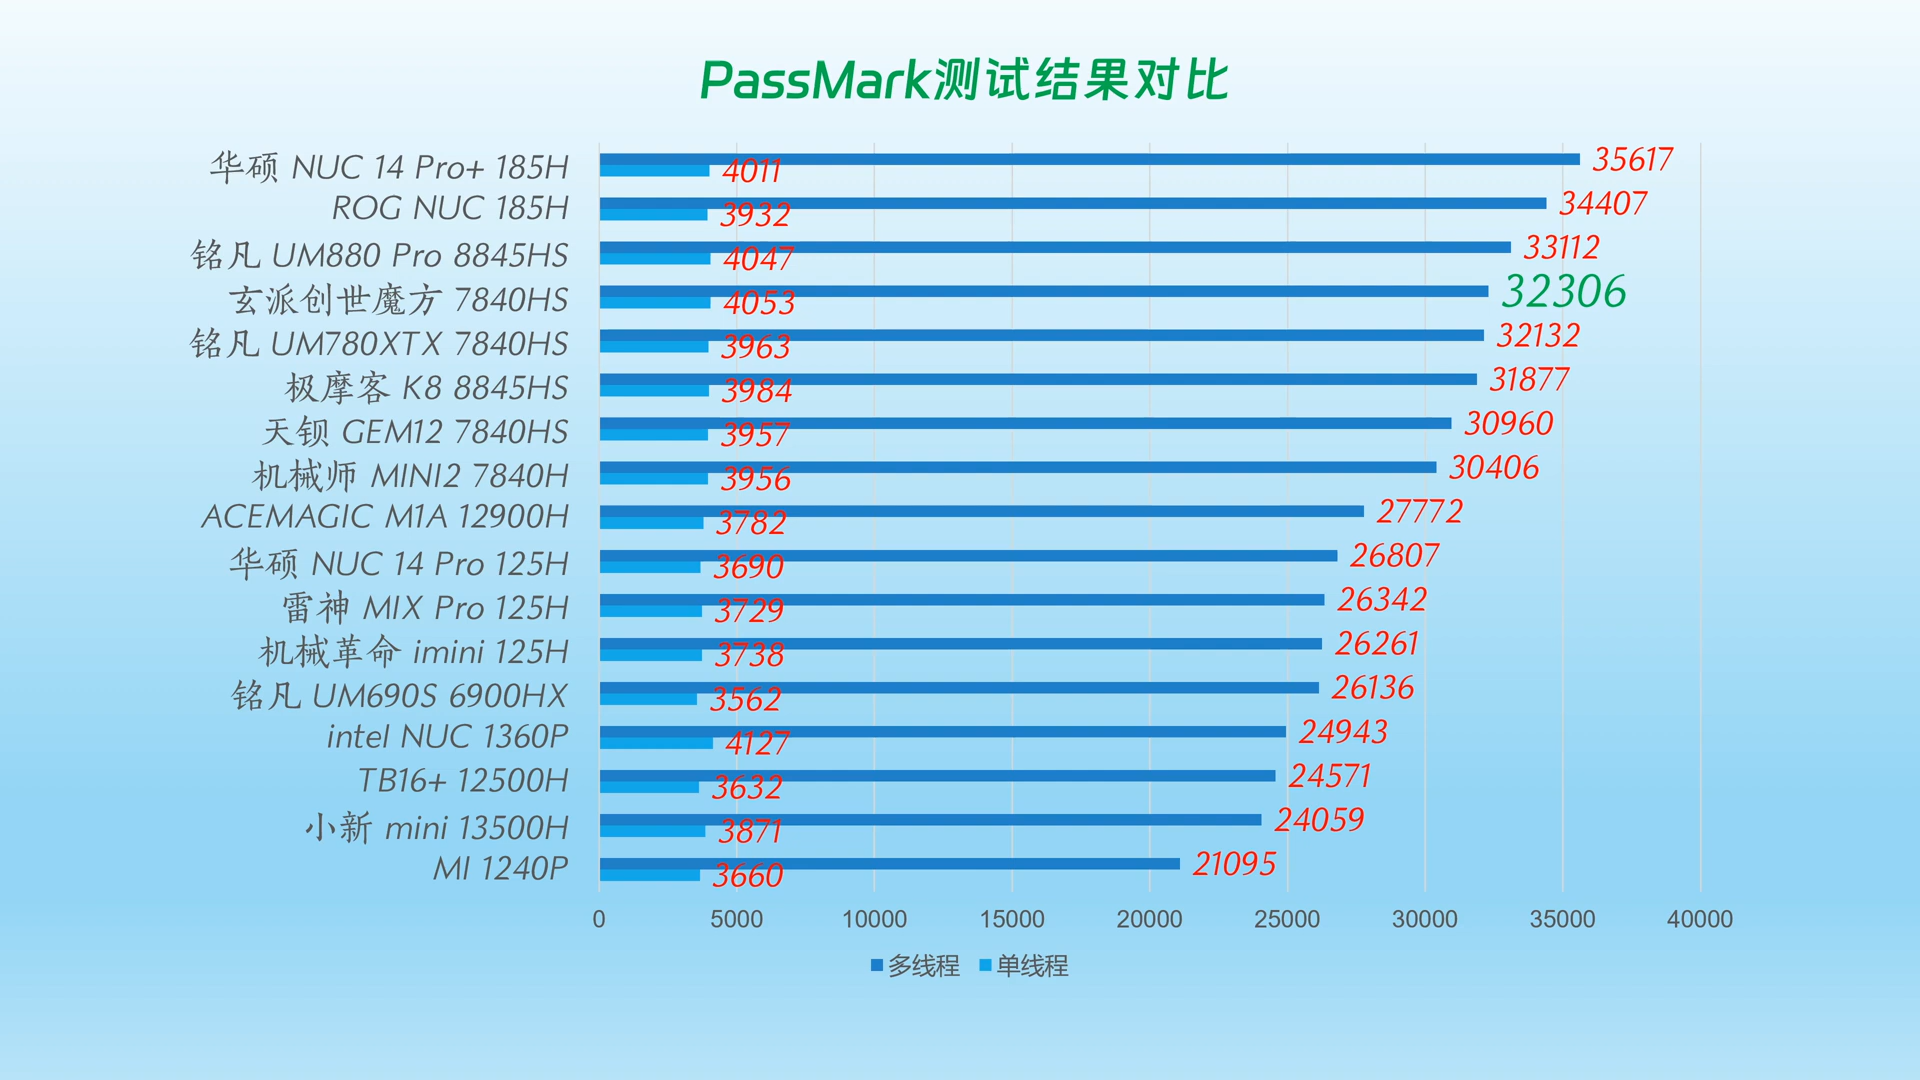 PassMark测试结果对比
华硕 NUC 14 Pro+ 185H 35617 4011
ROG NUC 185H 34407 3932
铭凡 UM880 Pro 8845HS 33112 4047
玄派创世魔方 7840HS 32306 4053
铭凡 UM780XTX 7840HS 32132 3963
极摩客 K8 8845HS 31877 3984
天钡 GEM12 7840HS 30960 3957
机械师 MINI2 7840H 30406 3956
ACEMAGIC M1A 12900H 27772 3782
华硕 NUC 14 Pro 125H 26807 3690
雷神 MIX Pro 125H 26342 3729
机械革命 imini 125H 26261 3738
铭凡 UM690S 6900HX 26136 3562
intel NUC 1360P 24943 4127
TB16+ 12500H 24571 3632
小新 mini 13500H 24059 3871
MI 1240P 21095 3660
0 5000 10000 15000 20000 25000 30000 35000 40000
多线程 单线程